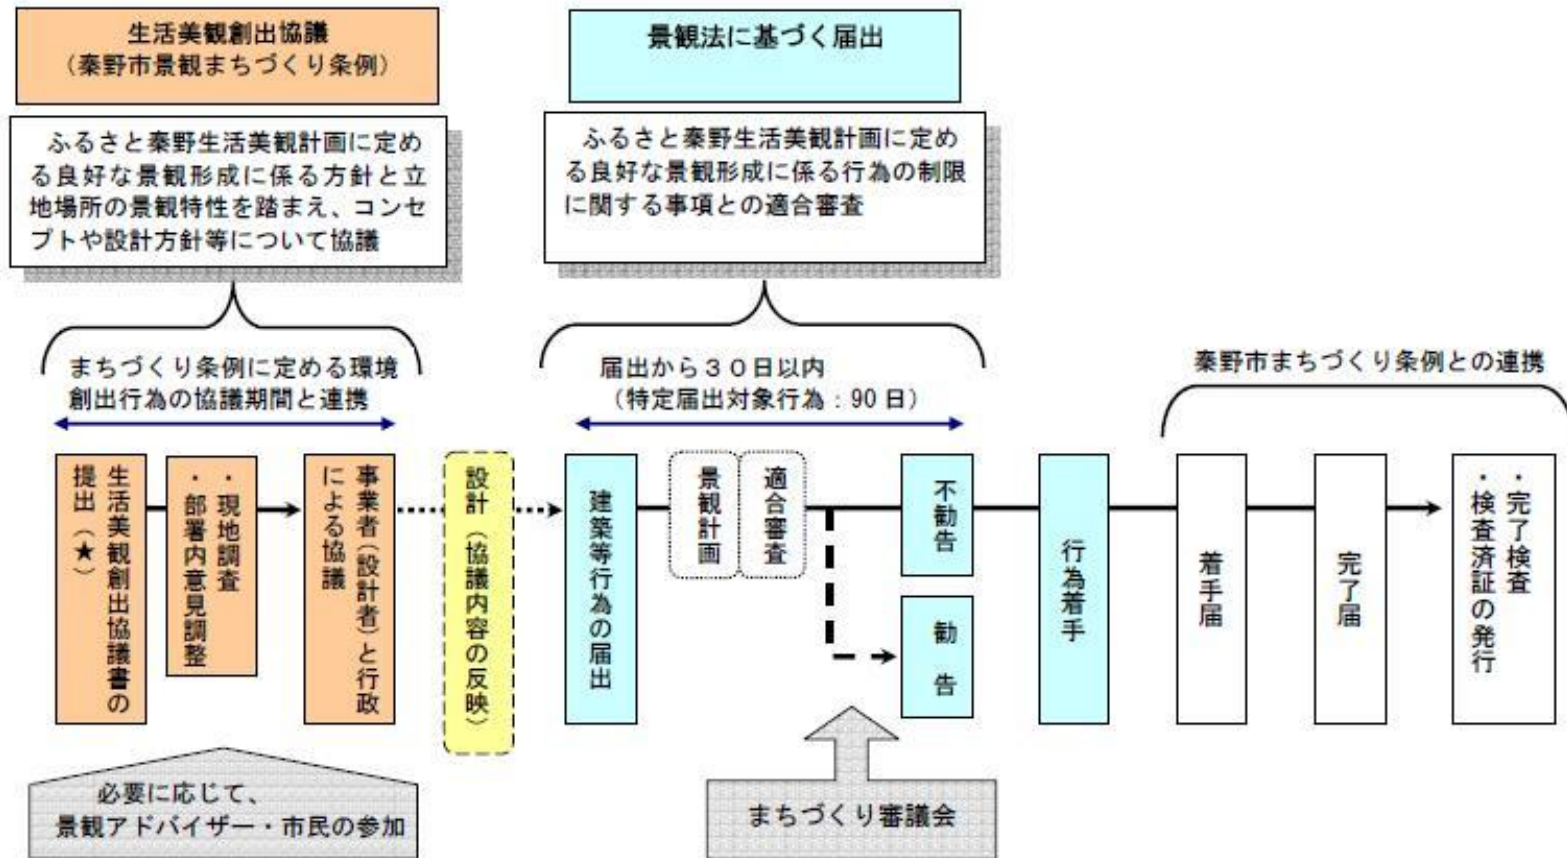 生活美観創出協議
(秦野市景観まちづくり条例)
景観法に基づく届出
ふるさと秦野生活美観計画に定め
る良好な景観形成に係る方針と立
地場所の景観特性を踏まえ、コンセ
プトや設計方針等について協議
ふるさと秦野生活美観計画に定め
る良好な景観形成に係る行為の制限
に関する事項との適合審査
まちづくり条例に定める環境
創出行為の協議期間と連携
届出から30日以内
(特定届出対象行為:90日)
秦野市まちづくり条例との連携
生活美観創出協議書の
提出(★)
・現地調査
・部署内意見調整
事業者(設計者)と行政
による協議
設計(協議内容の反映)
建築等行為の届出
景観計画
適合審査
不勧告
勧告
行為着手
着手届
完了届
・完了検査
・検査済証の発行
必要に応じて、
景観アドバイザー・市民の参加
まちづくり審議会